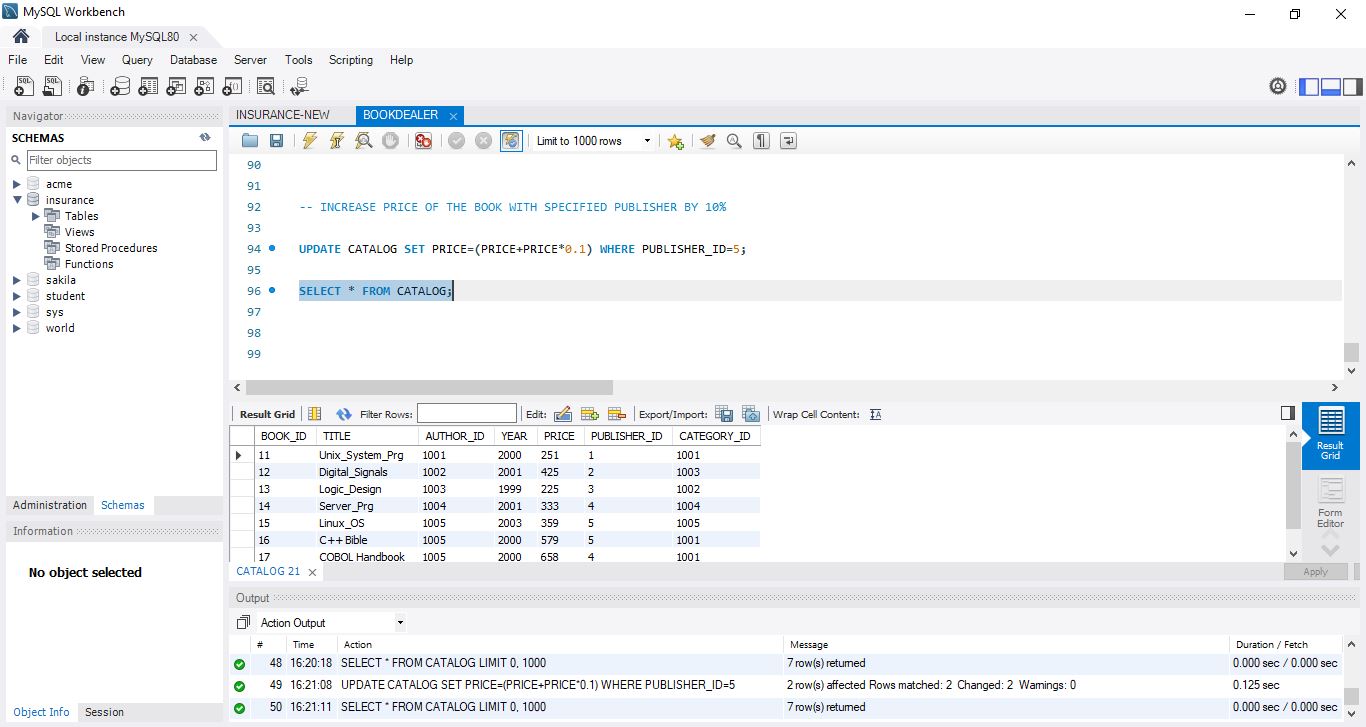 MySQL Workbench
Local instance MySQL80
File Edit View Query Database Server Tools Scripting Help
Navigator
SCHEMAS
Filter objects
acme
insurance
Tables
Views
Stored Procedures
Functions
sakila
student
sys
world
Administration Schemas
Information
No object selected
Object Info Session
INSURANCE-NEW BOOKDEALER
Limit to 1000 rows
90
91
92 -- INCREASE PRICE OF THE BOOK WITH SPECIFIED PUBLISHER BY 10%
93
94 UPDATE CATALOG SET PRICE=(PRICE+PRICE*0.1) WHERE PUBLISHER_ID=5;
95
96 SELECT * FROM CATALOG;
97
98
99
Result Grid Filter Rows: Edit: Export/Import: Wrap Cell Content:
BOOK_ID TITLE AUTHOR_ID YEAR PRICE PUBLISHER_ID CATEGORY_ID
11 Unix_System_Prg 1001 2000 251 1 1001
12 Digital_Signals 1002 2001 425 2 1003
13 Logic_Design 1003 1999 225 3 1002
14 Server_Prg 1004 2001 333 4 1004
15 Linux_OS 1005 2003 359 5 1005
16 C++ Bible 1005 2000 579 5 1001
17 COBOL Handbook 1005 2000 658 4 1001
Result
Grid
Form
Editor
CATALOG 21
Apply
Output
Action Output
# Time Action Message Duration / Fetch
48 16:20:18 SELECT * FROM CATALOG LIMIT 0, 1000 7 row(s) returned 0.000 sec / 0.000 sec
49 16:21:08 UPDATE CATALOG SET PRICE=(PRICE+PRICE*0.1) WHERE PUBLISHER_ID=5 2 row(s) affected Rows matched: 2 Changed: 2 Warnings: 0 0.125 sec
50 16:21:11 SELECT * FROM CATALOG LIMIT 0, 1000 7 row(s) returned 0.000 sec / 0.000 sec